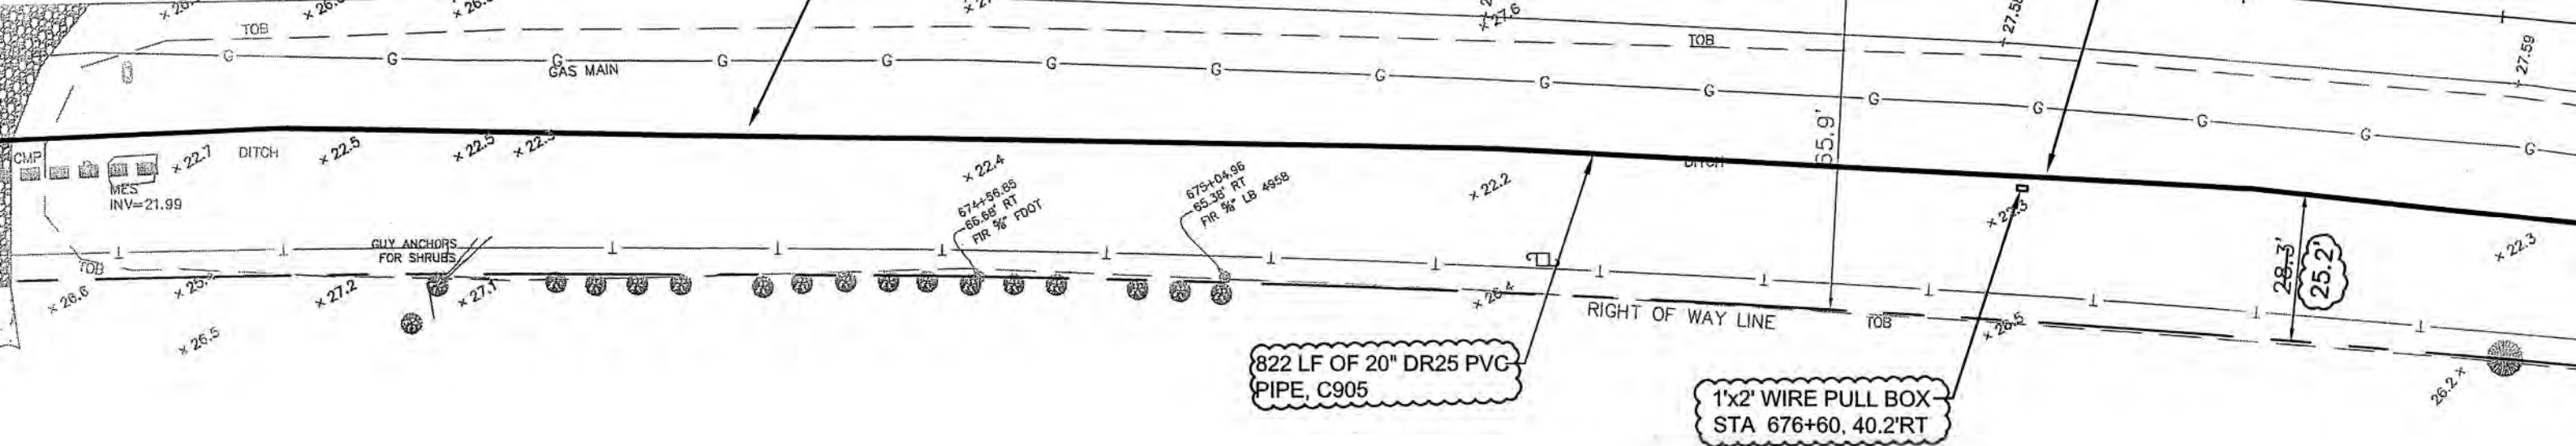 TOB
27.6
TOB
27.59
G G G G G G G G G G G G G G G
GAS MAIN
CMP
22.7
DITCH
22.5
22.5
22.4
22.2
22.3
MES
INV=21.99
674+56.85
66.68' RT
FIR 5/8" FDOT
675+04.96
65.38' RT
FIR 5/8" LB 4958
GUY ANCHORS
FOR SHRUBS
TOB
26.6
27.2
27.1
26.5
26.4
RIGHT OF WAY LINE
TOB
26.5
28.3'
25.2'
26.2
822 LF OF 20" DR25 PVC
PIPE, C905
1'x2' WIRE PULL BOX
STA 676+60, 40.2'RT